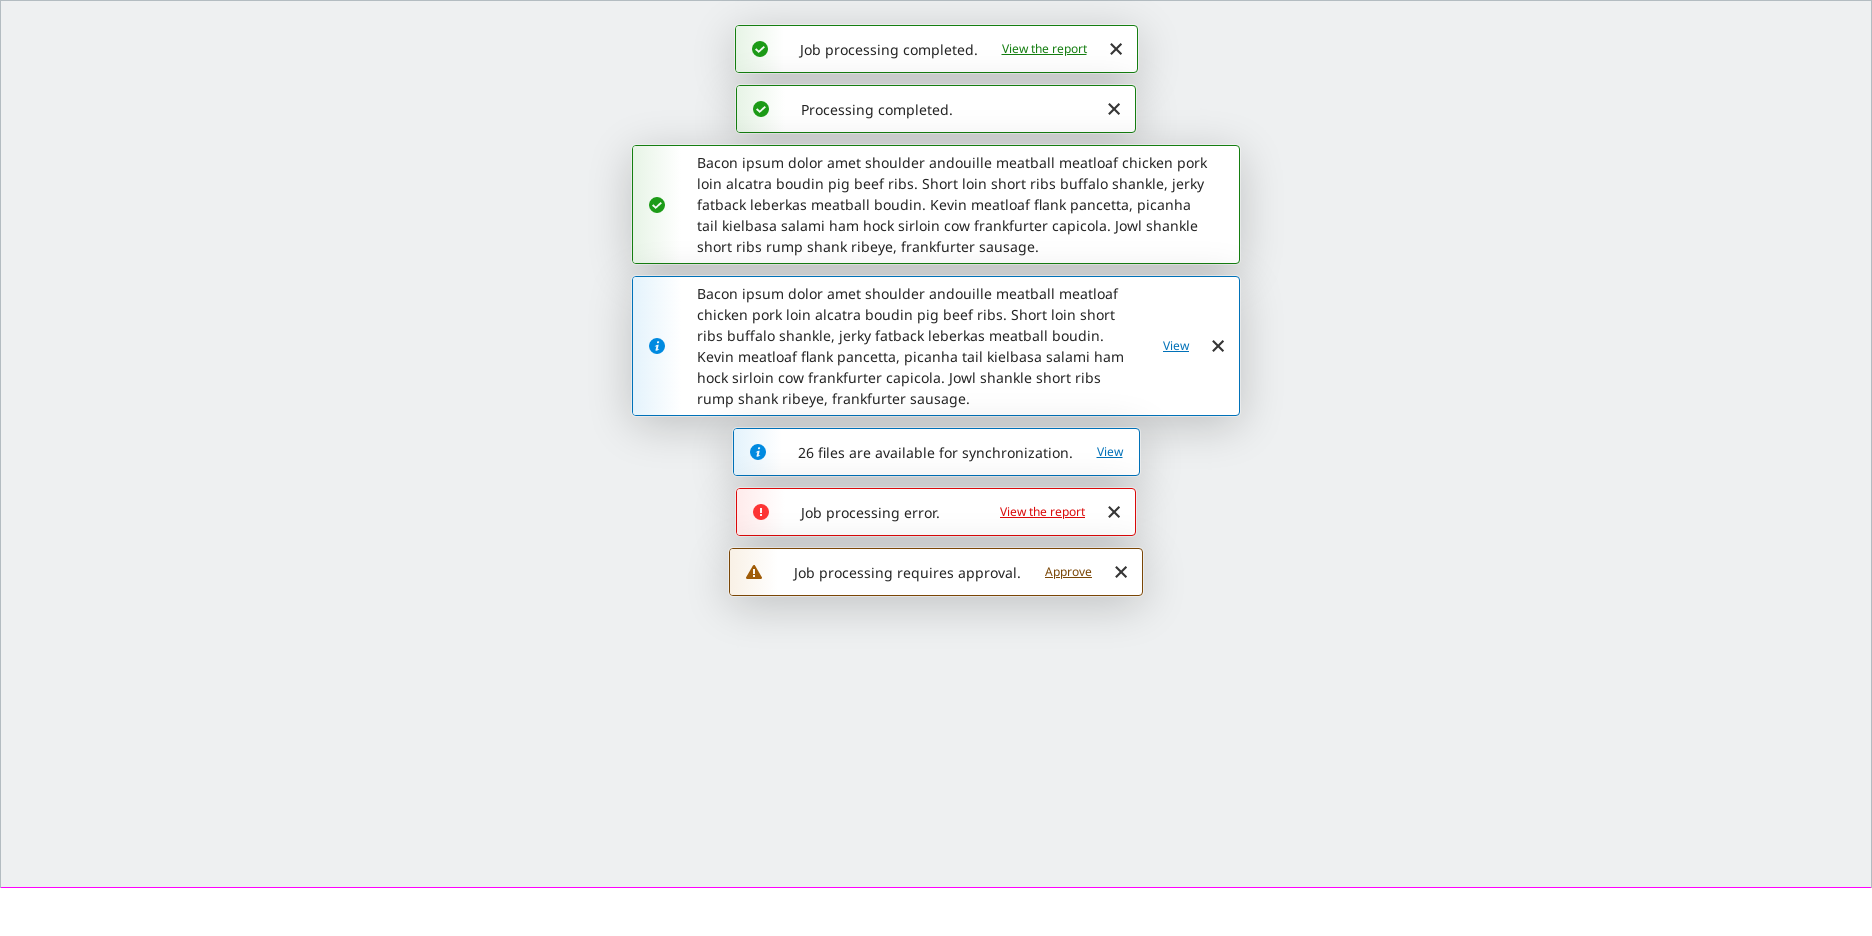 Job processing completed. View the report
Processing completed.
Bacon ipsum dolor amet shoulder andouille meatball meatloaf chicken pork
loin alcatra boudin pig beef ribs. Short loin short ribs buffalo shankle, jerky
fatback leberkas meatball boudin. Kevin meatloaf flank pancetta, picanha
tail kielbasa salami ham hock sirloin cow frankfurter capicola. Jowl shankle
short ribs rump shank ribeye, frankfurter sausage.
Bacon ipsum dolor amet shoulder andouille meatball meatloaf
chicken pork loin alcatra boudin pig beef ribs. Short loin short
ribs buffalo shankle, jerky fatback leberkas meatball boudin.
Kevin meatloaf flank pancetta, picanha tail kielbasa salami ham
hock sirloin cow frankfurter capicola. Jowl shankle short ribs
rump shank ribeye, frankfurter sausage.
View
26 files are available for synchronization. View
Job processing error. View the report
Job processing requires approval. Approve